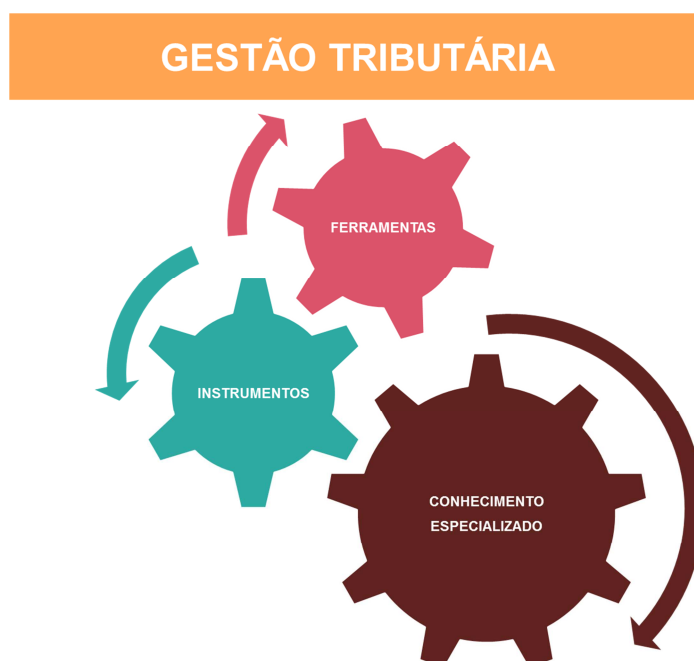 GESTÃO TRIBUTÁRIA
FERRAMENTAS
INSTRUMENTOS
CONHECIMENTO
ESPECIALIZADO